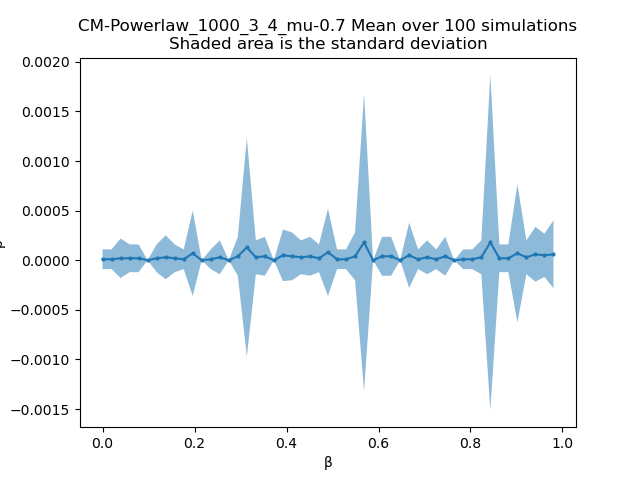 CM-Powerlaw_1000_3_4_mu-0.7 Mean over 100 simulations
Shaded area is the standard deviation
0.0020
0.0015
0.0010
0.0005
0.0000
−0.0005
−0.0010
−0.0015
0.0 0.2 0.4 0.6 0.8 1.0
β